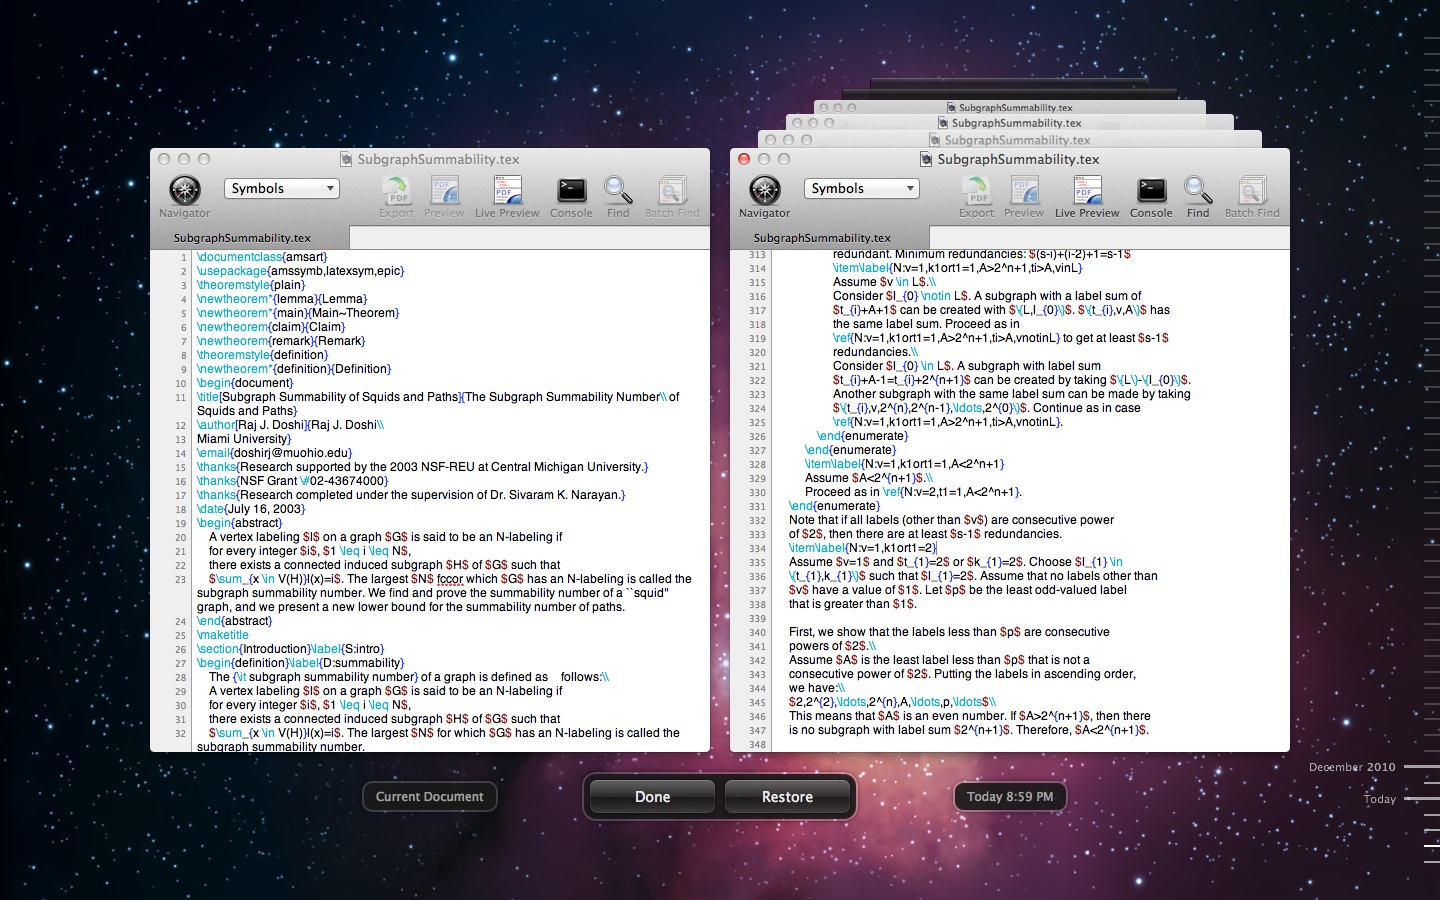 SubgraphSummability.tex
SubgraphSummability.tex
SubgraphSummability.tex
SubgraphSummability.tex
Navigator
Symbols
Export
Preview
Live Preview
Console
Find
Batch Find
SubgraphSummability.tex
1 \documentclass{amsart}
2 \usepackage{amssymb,latexsym,epic}
3 \theoremstyle{plain}
4 \newtheorem*{lemma}{Lemma}
5 \newtheorem*{main}{Main~Theorem}
6 \newtheorem{claim}{Claim}
7 \newtheorem{remark}{Remark}
8 \theoremstyle{definition}
9 \newtheorem*{definition}{Definition}
10 \begin{document}
11 \title[Subgraph Summability of Squids and Paths]{The Subgraph Summability Number\\ of
Squids and Paths}
12 \author[Raj J. Doshi]{Raj J. Doshi\\
13 Miami University}
14 \email{doshirj@muohio.edu}
15 \thanks{Research supported by the 2003 NSF-REU at Central Michigan University.}
16 \thanks{NSF Grant \#02-43674000}
17 \thanks{Research completed under the supervision of Dr. Sivaram K. Narayan.}
18 \date{July 16, 2003}
19 \begin{abstract}
20 A vertex labeling $l$ on a graph $G$ is said to be an N-labeling if
21 for every integer $i$, $1 \leq i \leq N$,
22 there exists a connected induced subgraph $H$ of $G$ such that
23 $\sum_{x \in V(H)}l(x)=i$. The largest $N$ fccor which $G$ has an N-labeling is called the
subgraph summability number. We find and prove the summability number of a ``squid"
graph, and we present a new lower bound for the summability number of paths.
24 \end{abstract}
25 \maketitle
26 \section{Introduction}\label{S:intro}
27 \begin{definition}\label{D:summability}
28 The {\it subgraph summability number} of a graph is defined as follows:\\
29 A vertex labeling $l$ on a graph $G$ is said to be an N-labeling if
30 for every integer $i$, $1 \leq i \leq N$,
31 there exists a connected induced subgraph $H$ of $G$ such that
32 $\sum_{x \in V(H)}l(x)=i$. The largest $N$ for which $G$ has an N-labeling is called the
subgraph summability number.
SubgraphSummability.tex
Navigator
Symbols
Export
Preview
Live Preview
Console
Find
Batch Find
SubgraphSummability.tex
313 redundant. Minimum redundancies: $(s-i)+(i-2)+1=s-1$
314 \item\label{N:v=1,k1ort1=1,A>2^n+1,ti>A,vinL}
315 Assume $v \in L$.\\
316 Consider $l_{0} \notin L$. A subgraph with a label sum of
317 $t_{i}+A+1$ can be created with $\{L,l_{0}\}$. $\{t_{i},v,A\}$ has
318 the same label sum. Proceed as in
319 \ref{N:v=1,k1ort1=1,A>2^n+1,ti>A,vnotinL} to get at least $s-1$
320 redundancies.\\
321 Consider $l_{0} \in L$. A subgraph with label sum
322 $t_{i}+A-1=t_{i}+2^{n+1}$ can be created by taking $\{L\}-\{l_{0}\}$.
323 Another subgraph with the same label sum can be made by taking
324 $\{t_{i},v,2^{n},2^{n-1},\ldots,2^{0}\}$. Continue as in case
325 \ref{N:v=1,k1ort1=1,A>2^n+1,ti>A,vnotinL}.
326 \end{enumerate}
327 \end{enumerate}
328 \item\label{N:v=1,k1ort1=1,A<2^n+1}
329 Assume $A<2^{n+1}$.\\
330 Proceed as in \ref{N:v=2,t1=1,A<2^n+1}.
331 \end{enumerate}
332 Note that if all labels (other than $v$) are consecutive power
333 of $2$, then there are at least $s-1$ redundancies.
334 \item\label{N:v=1,k1ort1=2}
335 Assume $v=1$ and $t_{1}=2$ or $k_{1}=2$. Choose $l_{1} \in
336 \{t_{1},k_{1}\}$ such that $l_{1}=2$. Assume that no labels other than
337 $v$ have a value of $1$. Let $p$ be the least odd-valued label
338 that is greater than $1$.
339
340 First, we show that the labels less than $p$ are consecutive
341 powers of $2$.\\
342 Assume $A$ is the least label less than $p$ that is not a
343 consecutive power of $2$. Putting the labels in ascending order,
344 we have:\\
345 $2,2^{2},\ldots,2^{n},A,\ldots,p,\ldots$\\
346 This means that $A$ is an even number. If $A>2^{n+1}$, then there
347 is no subgraph with label sum $2^{n+1}$. Therefore, $A<2^{n+1}$.
348
Current Document
Done
Restore
Today 8:59 PM
December 2010
Today